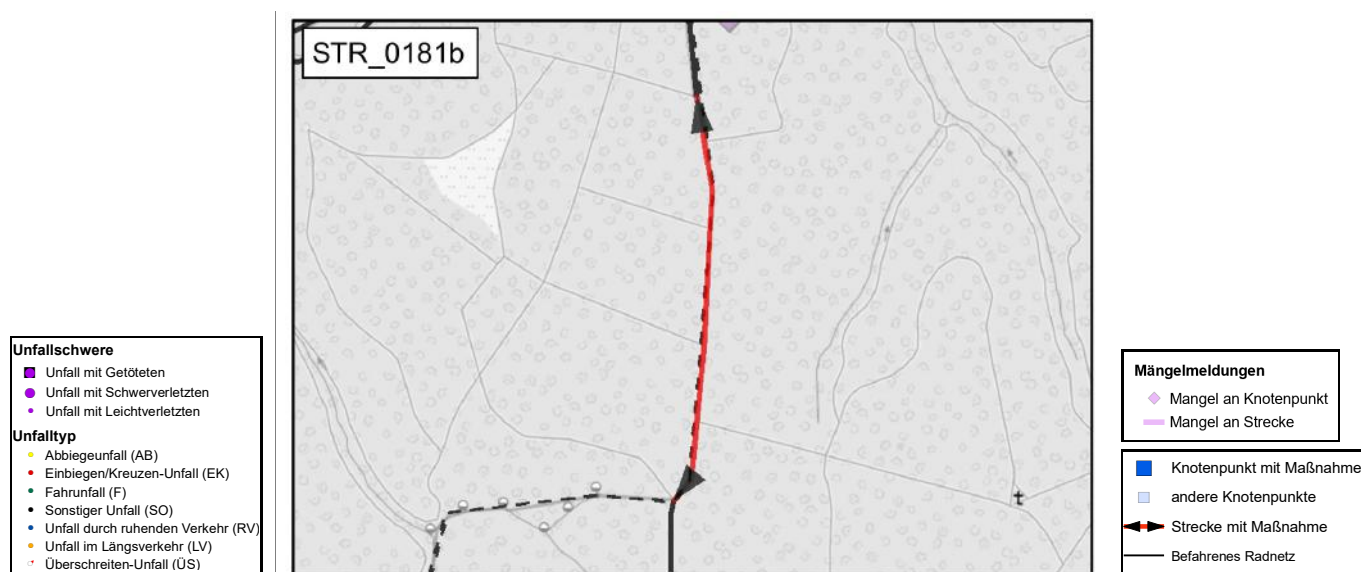 STR_0181b
Unfallschwere
Unfall mit Getöteten
Unfall mit Schwerverletzten
Unfall mit Leichtverletzten
Unfalltyp
Abbiegeunfall (AB)
Einbiegen/Kreuzen-Unfall (EK)
Fahrunfall (F)
Sonstiger Unfall (SO)
Unfall durch ruhenden Verkehr (RV)
Unfall im Längsverkehr (LV)
Überschreiten-Unfall (ÜS)
Mängelmeldungen
Mangel an Knotenpunkt
Mangel an Strecke
Knotenpunkt mit Maßnahme
andere Knotenpunkte
Strecke mit Maßnahme
Befahrenes Radnetz